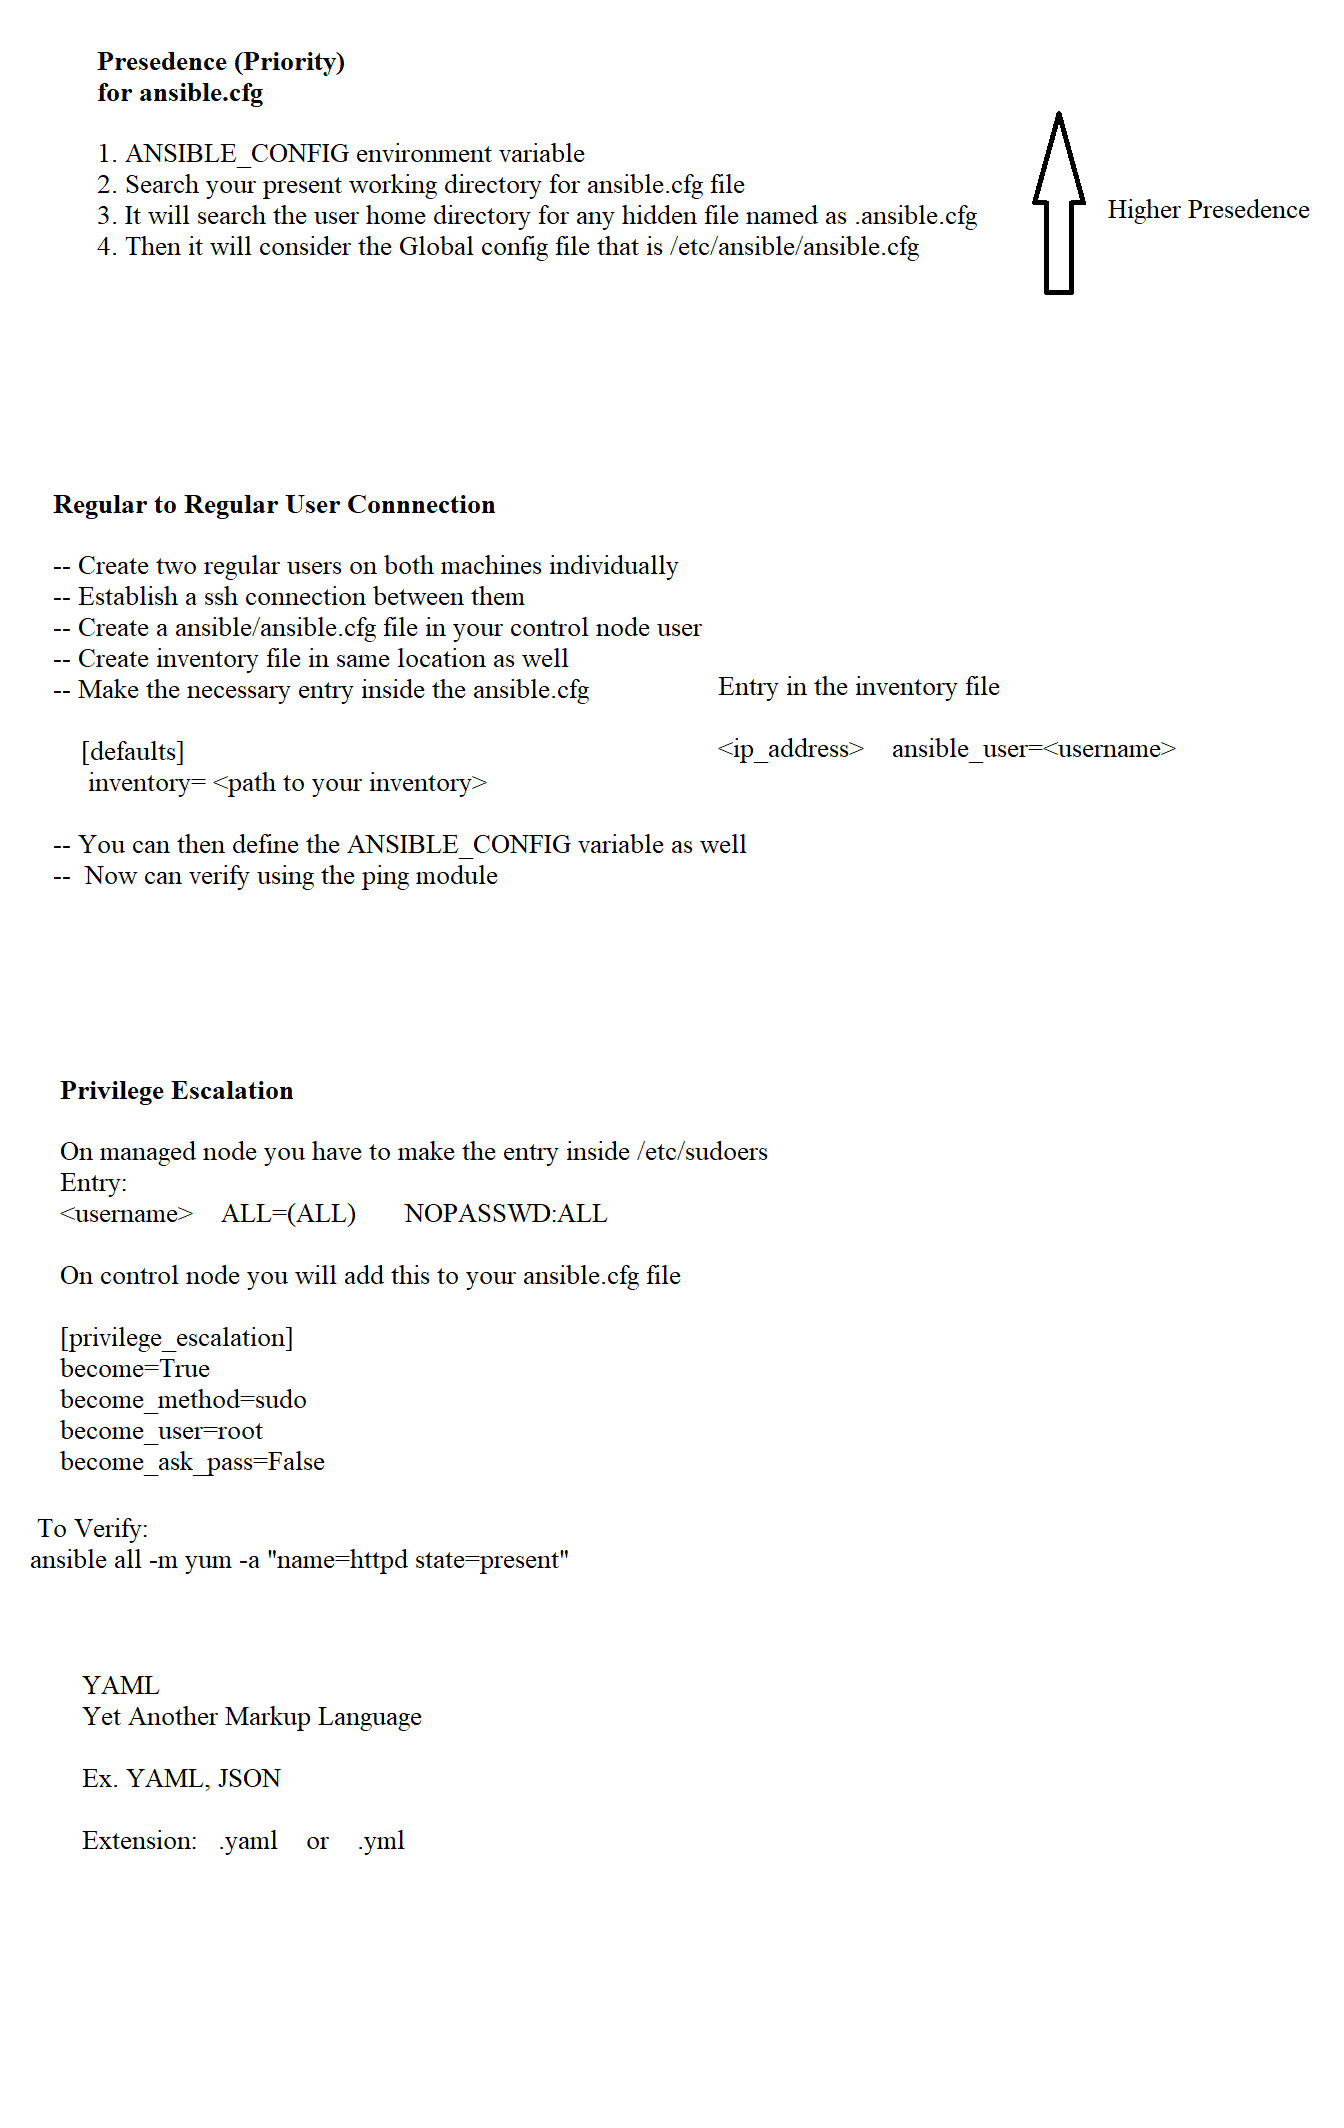 Presedence (Priority)
for ansible.cfg
1. ANSIBLE_CONFIG environment variable
2. Search your present working directory for ansible.cfg file
3. It will search the user home directory for any hidden file named as .ansible.cfg
4. Then it will consider the Global config file that is /etc/ansible/ansible.cfg
Higher Presedence
Regular to Regular User Connnection
-- Create two regular users on both machines individually
-- Establish a ssh connection between them
-- Create a ansible/ansible.cfg file in your control node user
-- Create inventory file in same location as well
-- Make the necessary entry inside the ansible.cfg
[defaults]
inventory= <path to your inventory>
Entry in the inventory file
<ip_address> ansible_user=<username>
-- You can then define the ANSIBLE_CONFIG variable as well
-- Now can verify using the ping module
Privilege Escalation
On managed node you have to make the entry inside /etc/sudoers
Entry:
<username> ALL=(ALL) NOPASSWD:ALL
On control node you will add this to your ansible.cfg file
[privilege_escalation]
become=True
become_method=sudo
become_user=root
become_ask_pass=False
To Verify:
ansible all -m yum -a "name=httpd state=present"
YAML
Yet Another Markup Language
Ex. YAML, JSON
Extension: .yaml or .yml